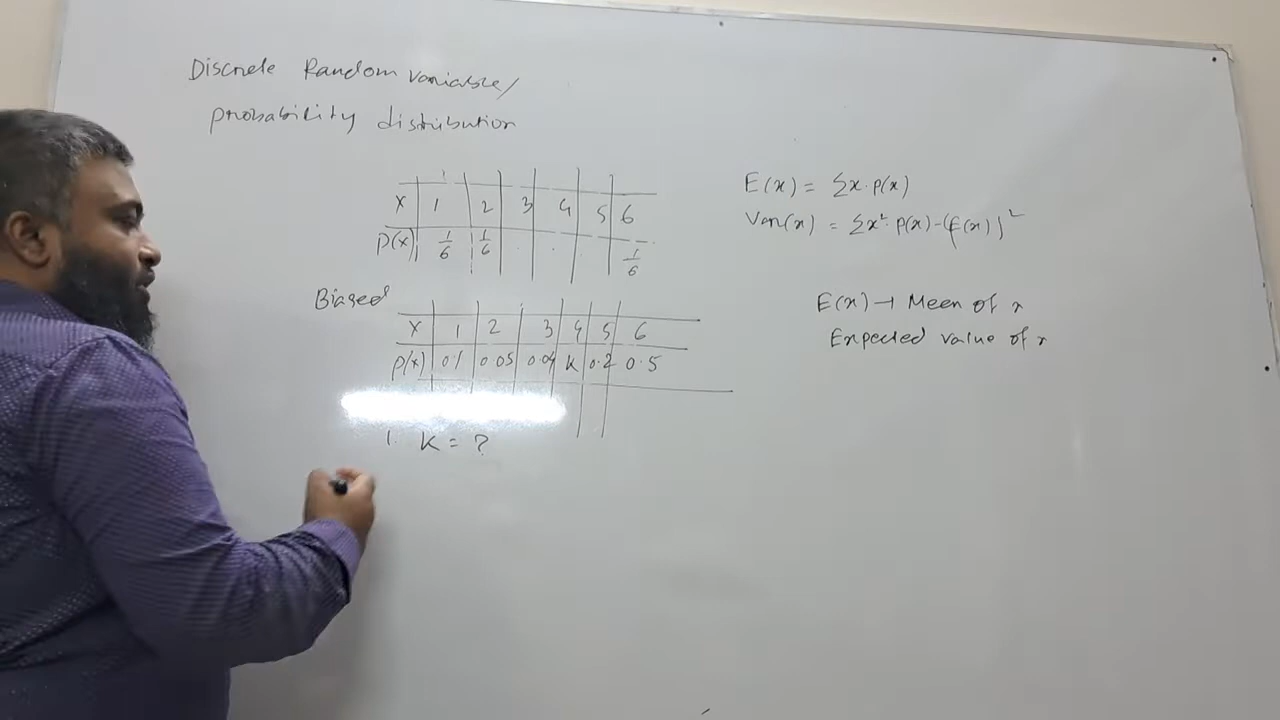 Discrete Random variable/
probability distribution
X 1 2 3 4 5 6
P(x) 1/6 1/6 . . . 1/6
E(x) = Σx·p(x)
Var(x) = Σx²·p(x)-(E(x))²
Biased
X 1 2 3 4 5 6
P(x) 0.1 0.05 0.04 K 0.2 0.5
E(x) → Mean of x
Expected value of x
1. K = ?